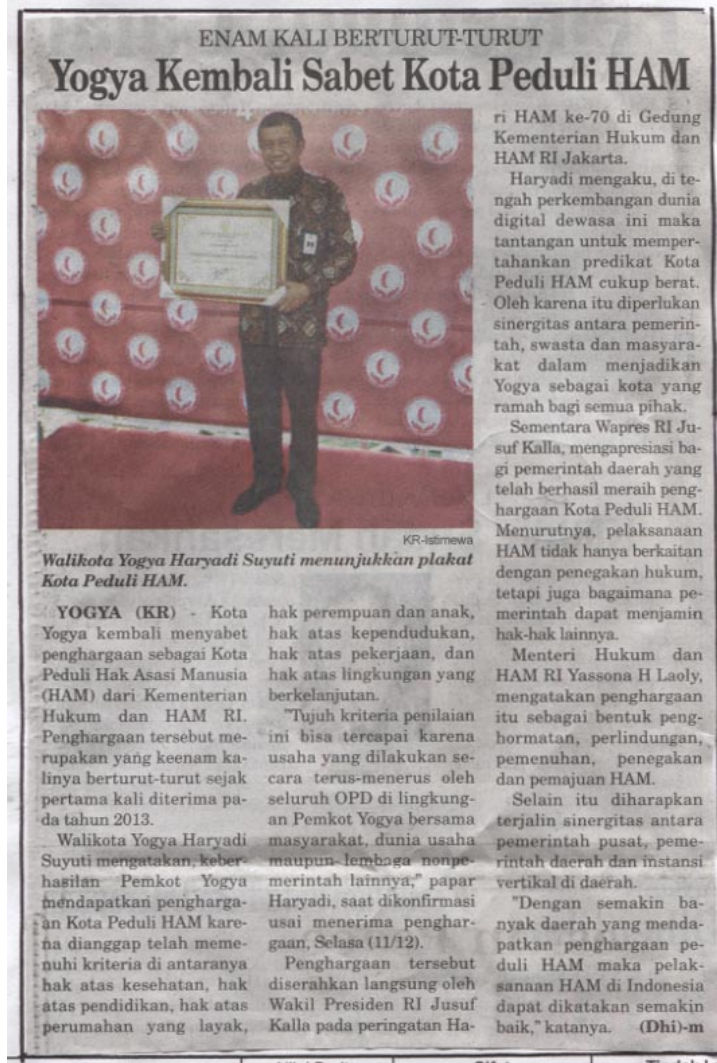 ENAM KALI BERTURUT-TURUT
Yogya Kembali Sabet Kota Peduli HAM
KR-Istimewa
Walikota Yogya Haryadi Suyuti menunjukkan plakat
Kota Peduli HAM.
YOGYA (KR) - Kota
Yogya kembali menyabet
penghargaan sebagai Kota
Peduli Hak Asasi Manusia
(HAM) dari Kementerian
Hukum dan HAM RI.
Penghargaan tersebut me-
rupakan yang keenam ka-
linya berturut-turut sejak
pertama kali diterima pa-
da tahun 2013.
Walikota Yogya Haryadi
Suyuti mengatakan, keber-
hasilan Pemkot Yogya
mendapatkan pengharga-
an Kota Peduli HAM kare-
na dianggap telah meme-
nuhi kriteria di antaranya
hak atas kesehatan, hak
atas pendidikan, hak atas
perumahan yang layak,
hak perempuan dan anak,
hak atas kependudukan,
hak atas pekerjaan, dan
hak atas lingkungan yang
berkelanjutan.
"Tujuh kriteria penilaian
ini bisa tercapai karena
usaha yang dilakukan se-
cara terus-menerus oleh
seluruh OPD di lingkung-
an Pemkot Yogya bersama
masyarakat, dunia usaha
maupun lembaga nonpe-
merintah lainnya," papar
Haryadi, saat dikonfirmasi
usai menerima penghar-
gaan, Selasa (11/12).
Penghargaan tersebut
diserahkan langsung oleh
Wakil Presiden RI Jusuf
Kalla pada peringatan Ha-
ri HAM ke-70 di Gedung
Kementerian Hukum dan
HAM RI Jakarta.
Haryadi mengaku, di te-
ngah perkembangan dunia
digital dewasa ini maka
tantangan untuk memper-
tahankan predikat Kota
Peduli HAM cukup berat.
Oleh karena itu diperlukan
sinergitas antara pemerin-
tah, swasta dan masyara-
kat dalam menjadikan
Yogya sebagai kota yang
ramah bagi semua pihak.
Sementara Wapres RI Ju-
suf Kalla, mengapresiasi ba-
gi pemerintah daerah yang
telah berhasil meraih peng-
hargaan Kota Peduli HAM.
Menurutnya, pelaksanaan
HAM tidak hanya berkaitan
dengan penegakan hukum,
tetapi juga bagaimana pe-
merintah dapat menjamin
hak-hak lainnya.
Menteri Hukum dan
HAM RI Yassona H Laoly,
mengatakan penghargaan
itu sebagai bentuk peng-
hormatan, perlindungan,
pemenuhan, penegakan
dan pemajuan HAM.
Selain itu diharapkan
terjalin sinergitas antara
pemerintah pusat, peme-
rintah daerah dan instansi
vertikal di daerah.
"Dengan semakin ba-
nyak daerah yang menda-
patkan penghargaan pe-
duli HAM maka pelak-
sanaan HAM di Indonesia
dapat dikatakan semakin
baik," katanya. (Dhi)-m